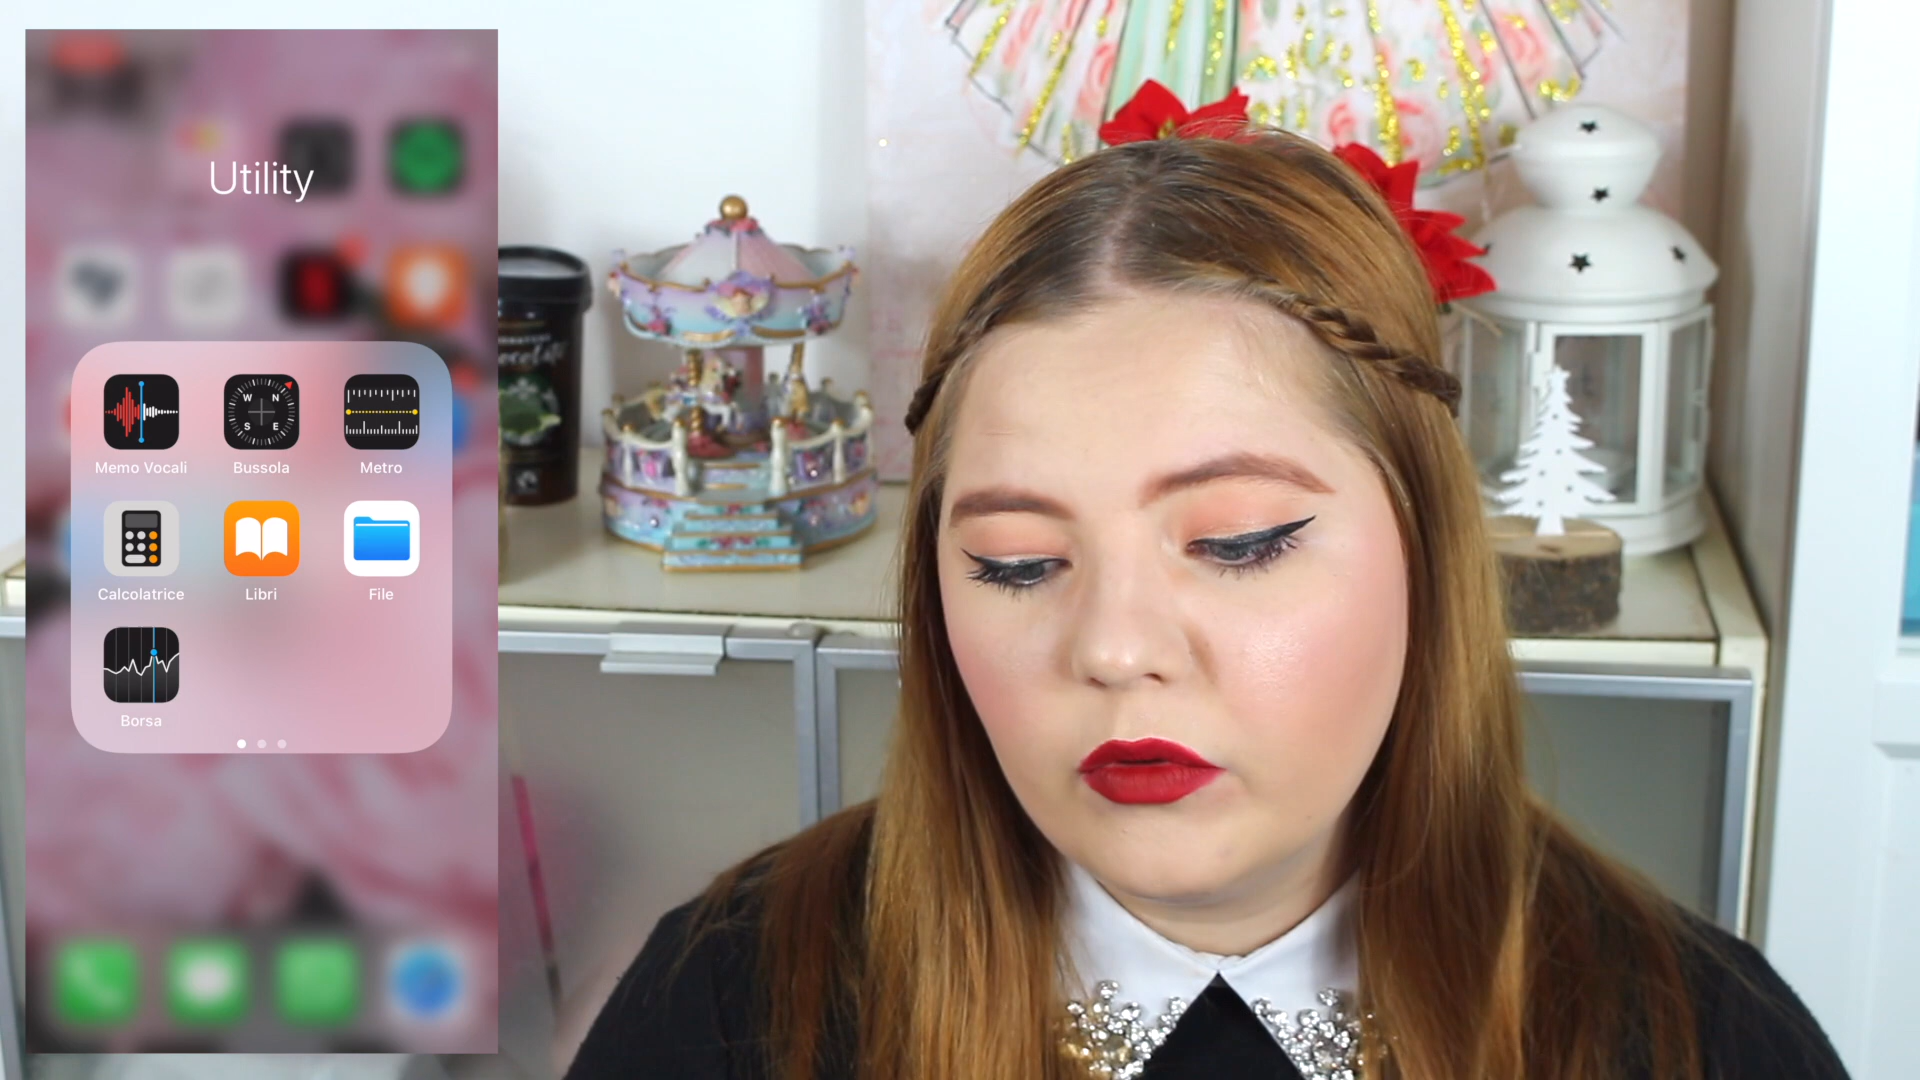 Utility
W N
S E
Memo Vocali
Bussola
Metro
Calcolatrice
Libri
File
Borsa